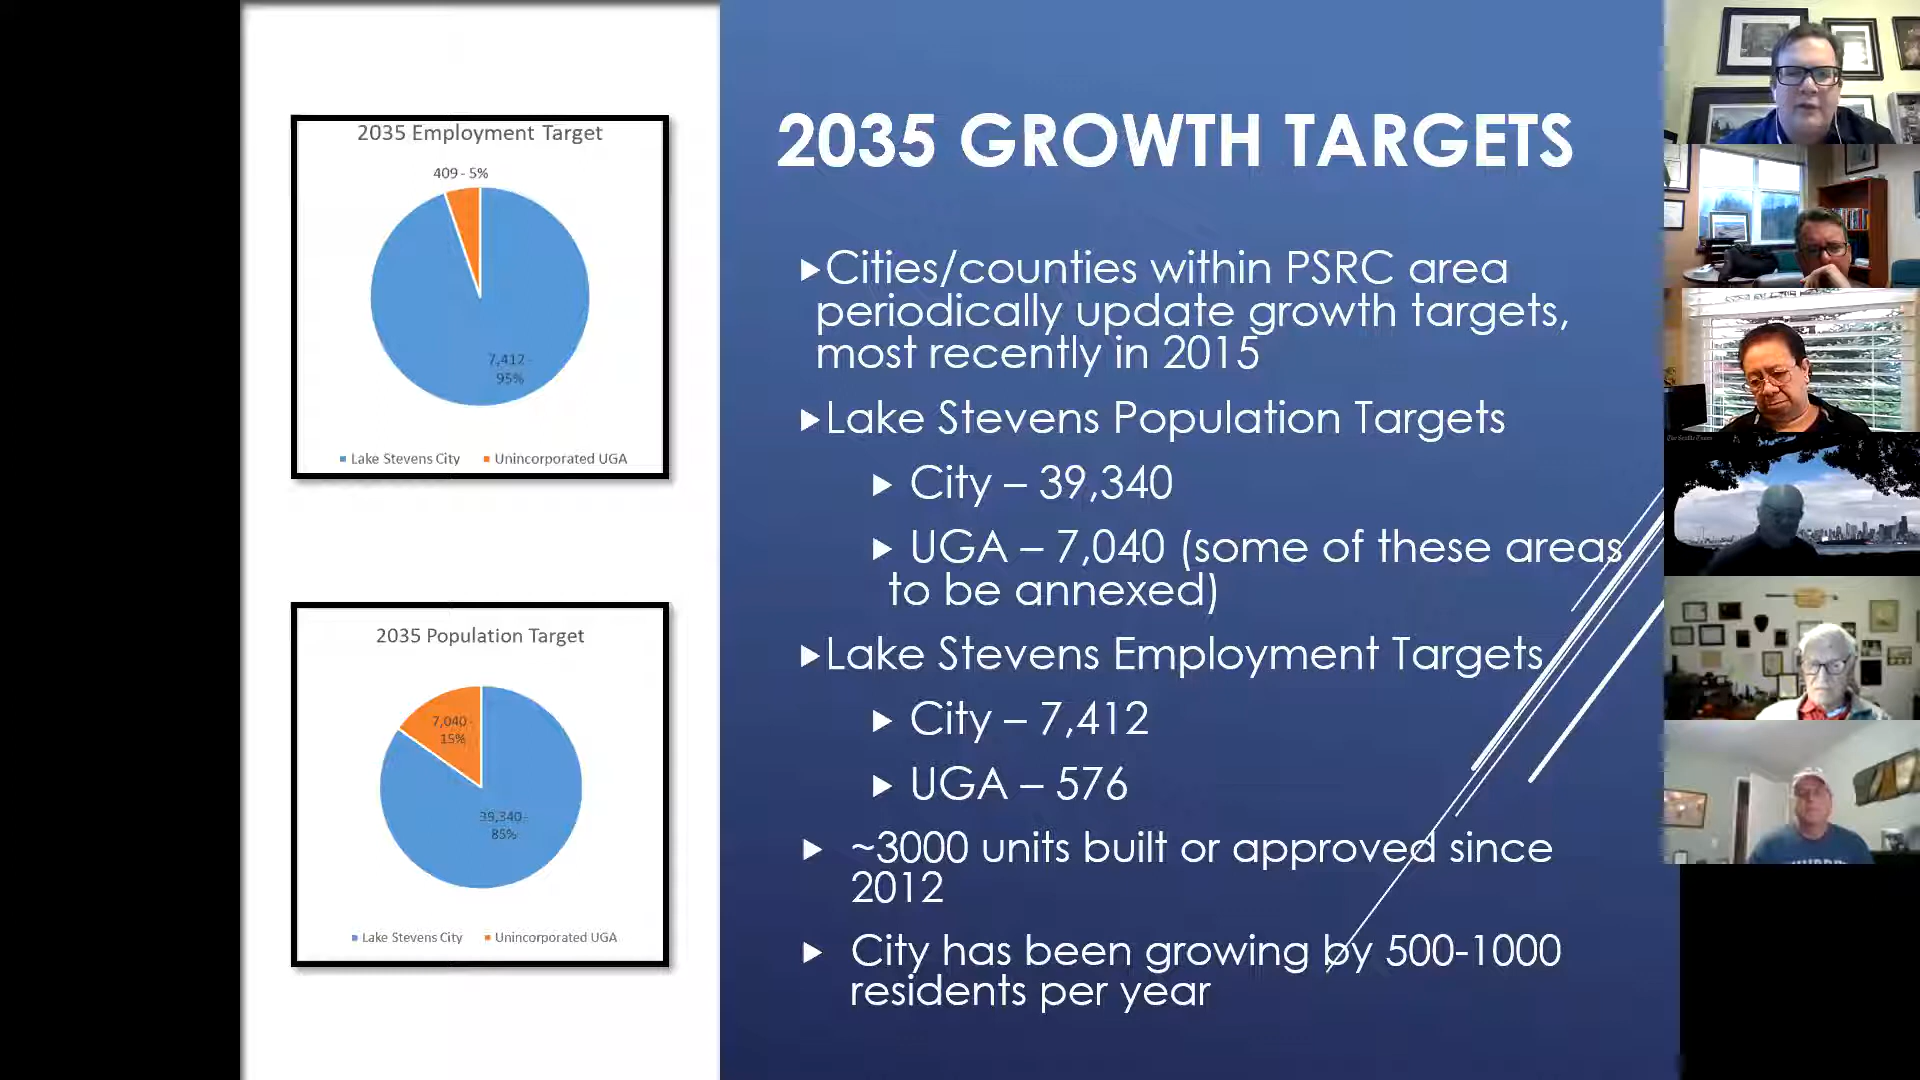 2035 Employment Target
409 - 5%
7,412 -
95%
Lake Stevens City
Unincorporated UGA
2035 Population Target
7,040 -
15%
39,340 -
85%
Lake Stevens City
Unincorporated UGA
2035 GROWTH TARGETS
Cities/counties within PSRC area
periodically update growth targets,
most recently in 2015
Lake Stevens Population Targets
City – 39,340
UGA – 7,040 (some of these areas
to be annexed)
Lake Stevens Employment Targets
City – 7,412
UGA – 576
~3000 units built or approved since
2012
City has been growing by 500-1000
residents per year
The Seattle Times